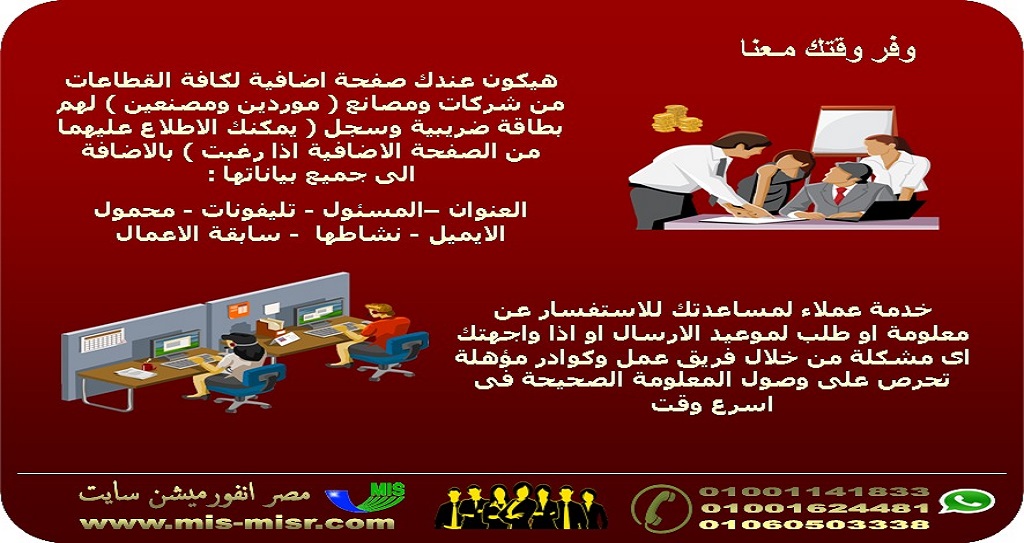 وفر وقتك مـعنا
هيكون عندك صفحة اضافية لكافة القطاعات
من شركات ومصانع ( موردين ومصنعين ) لهم
بطاقة ضريبية وسجل ( يمكنك الاطلاع عليهما
من الصفحة الاضافية اذا رغبت ) بالاضافة
الى جميع بياناتها :
العنوان –المسئول - تليفونات - محمول
الايميل - نشاطها - سابقة الاعمال
خدمة عملاء لمساعدتك للاستفسار عن
معلومة او طلب لموعيد الارسال او اذا واجهتك
اى مشكلة من خلال فريق عمل وكوادر مؤهلة
تحرص على وصول المعلومة الصحيحة فى
اسرع وقت
مصر انفورميشن سايت
MIS
www.mis-misr.com
01001141833
01001624481
01060503338